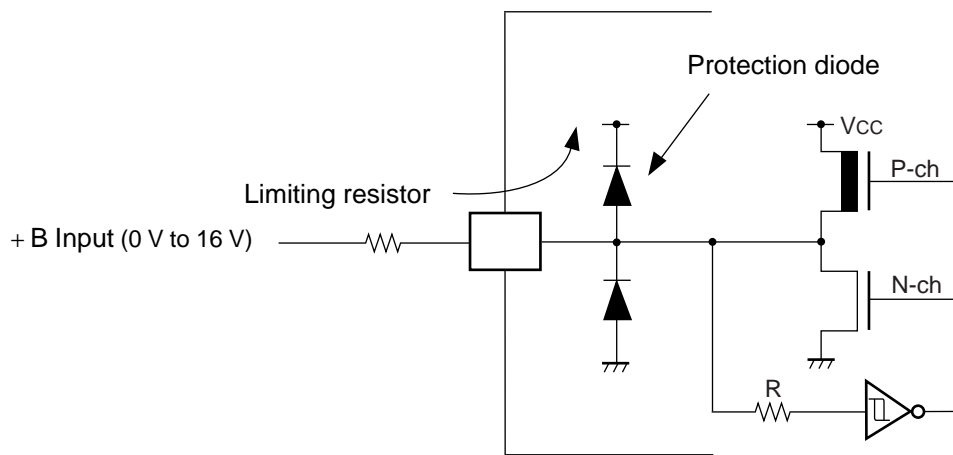 Protection diode
VCC
P-ch
Limiting resistor
+ B Input (0 V to 16 V)
N-ch
R